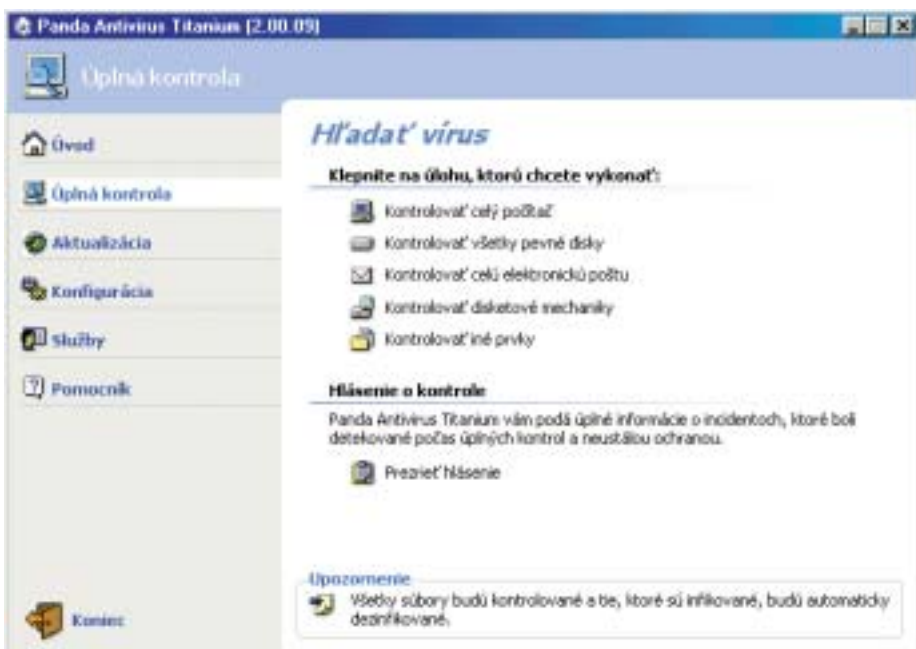 Panda Antivirus Titanium [2.00.09]
Úplná kontrola
Úvod
Úplná kontrola
Aktualizácia
Konfigurácia
Služby
Pomocník
Koniec
Hľadať vírus
Klepnite na úlohu, ktorú chcete vykonať:
Kontrolovať celý počítač
Kontrolovať všetky pevné disky
Kontrolovať celú elektronickú poštu
Kontrolovať disketové mechaniky
Kontrolovať iné prvky
Hlásenie o kontrole
Panda Antivirus Titanium vám podá úplné informácie o incidentoch, ktoré boli
detekované počas úplných kontrol a neustálou ochranou.
Prezrieť hlásenie
Upozornenie
Všetky súbory budú kontrolované a tie, ktoré sú infikované, budú automaticky
dezinfikované.